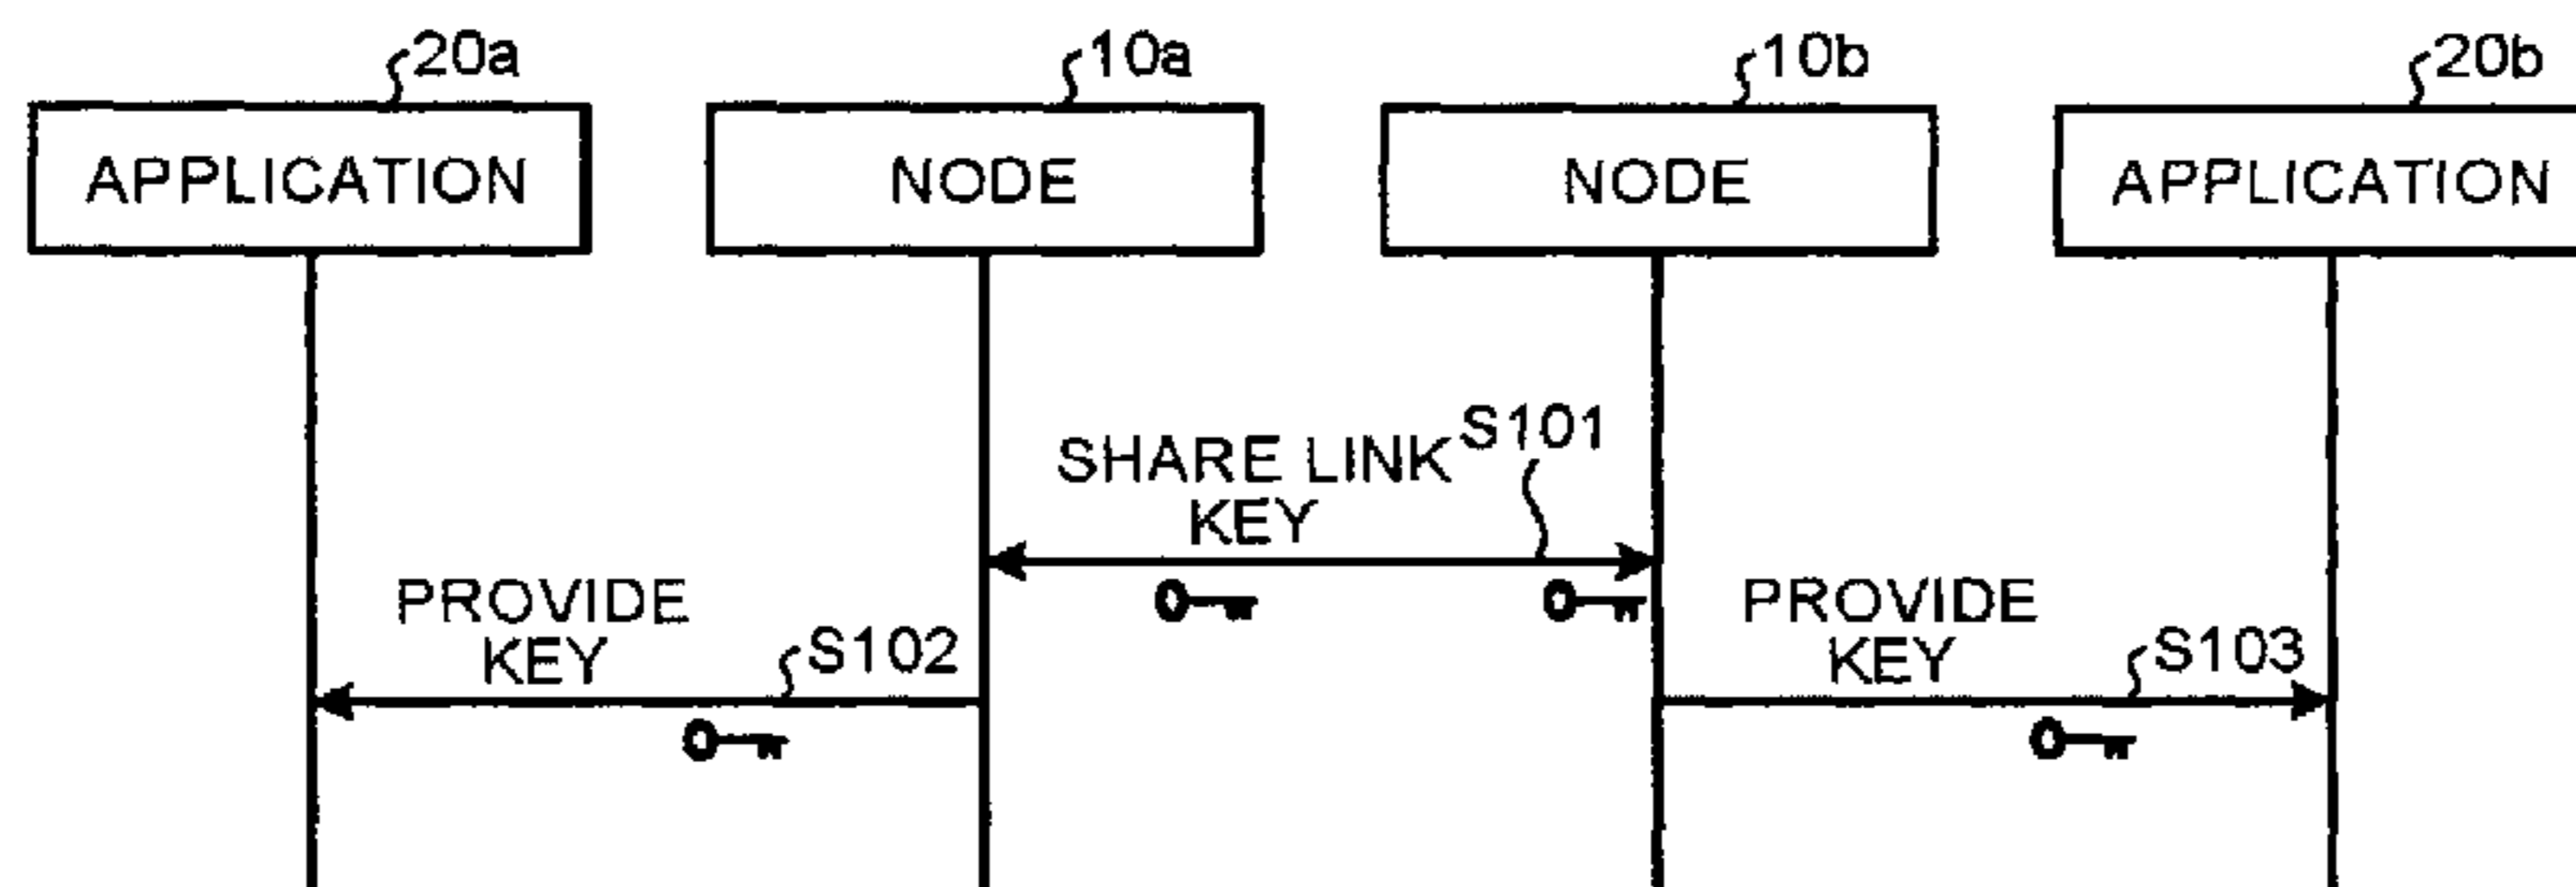 20a
10a
10b
20b
APPLICATION
NODE
NODE
APPLICATION
SHARE LINK
KEY
S101
PROVIDE
KEY
S102
PROVIDE
KEY
S103